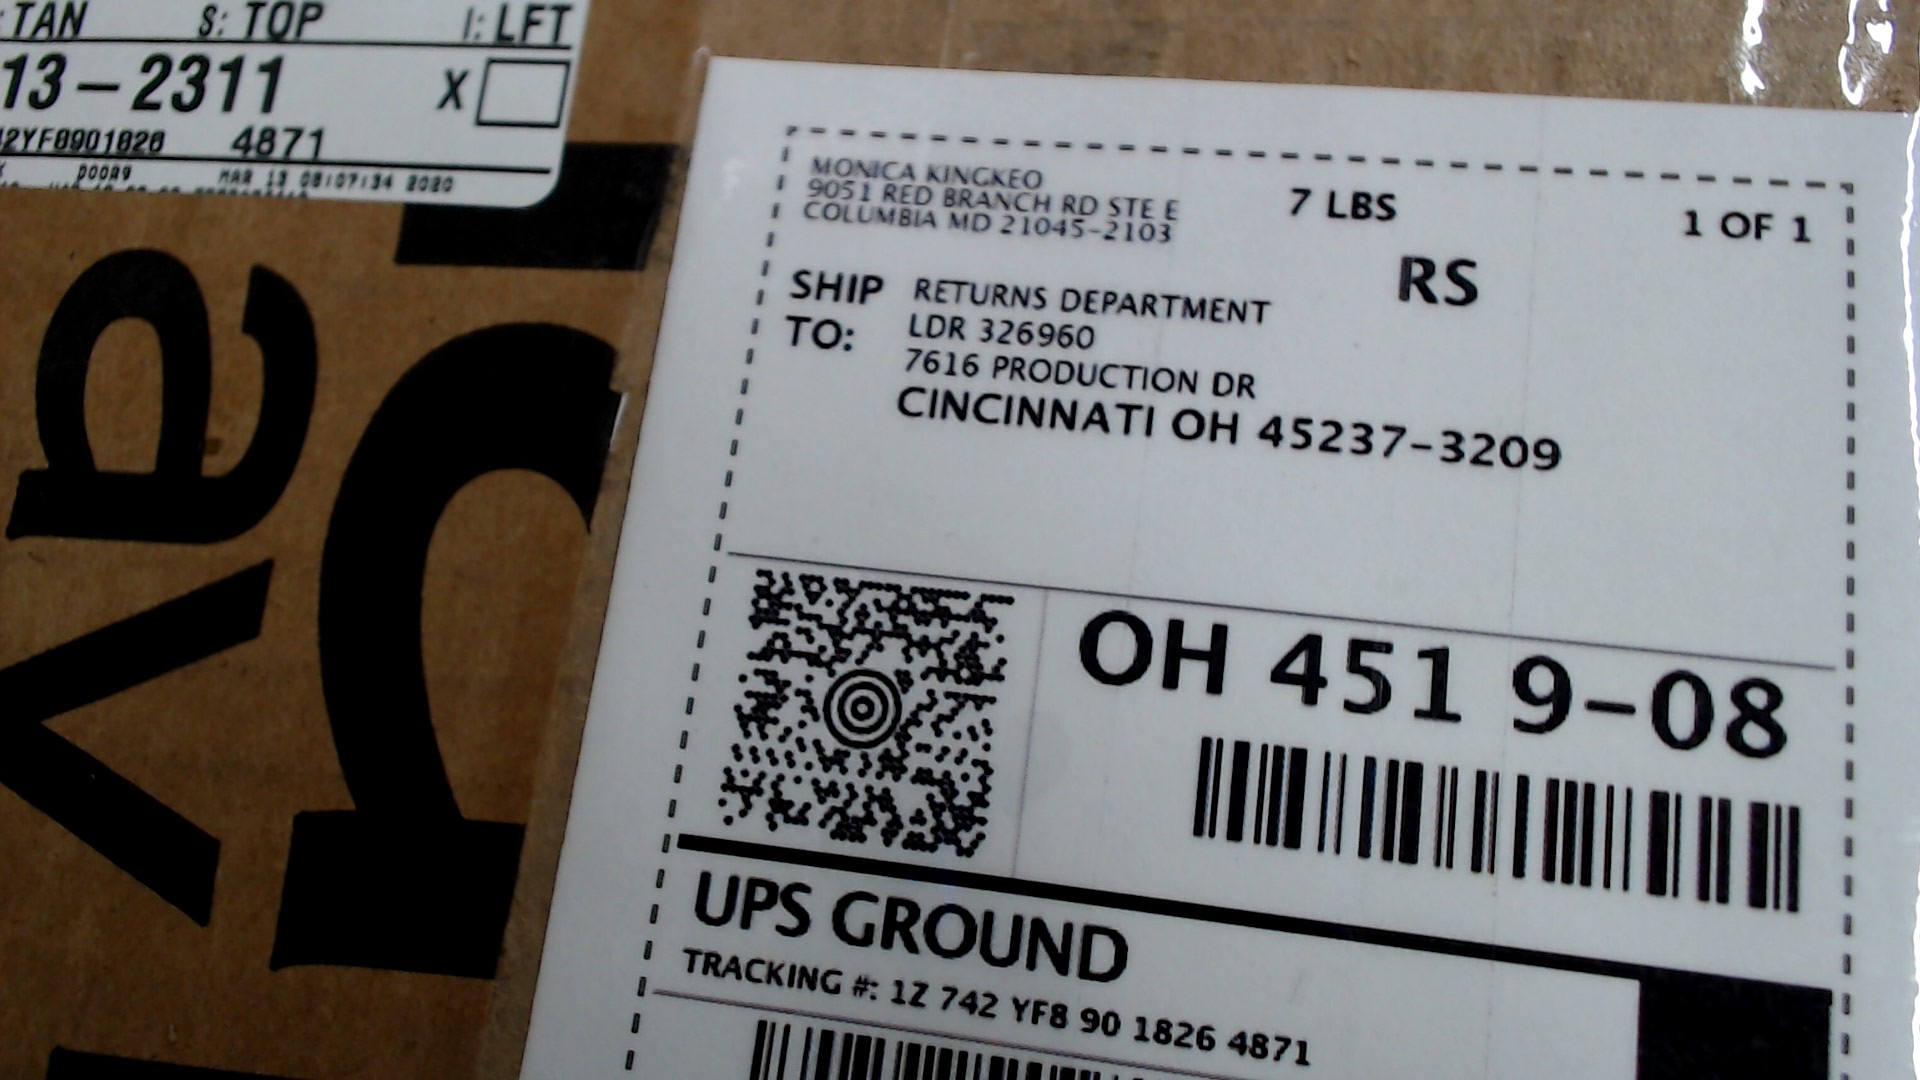 : TAN S: TOP I: LFT
13-2311 X
2YF8901826 4871
MAR 13 08:07:34 2020
MONICA KINGKEO
9051 RED BRANCH RD STE E
COLUMBIA MD 21045-2103
7 LBS
1 OF 1
RS
SHIP TO:
RETURNS DEPARTMENT
LDR 326960
7616 PRODUCTION DR
CINCINNATI OH 45237-3209
OH 451 9-08
UPS GROUND
TRACKING #: 1Z 742 YF8 90 1826 4871